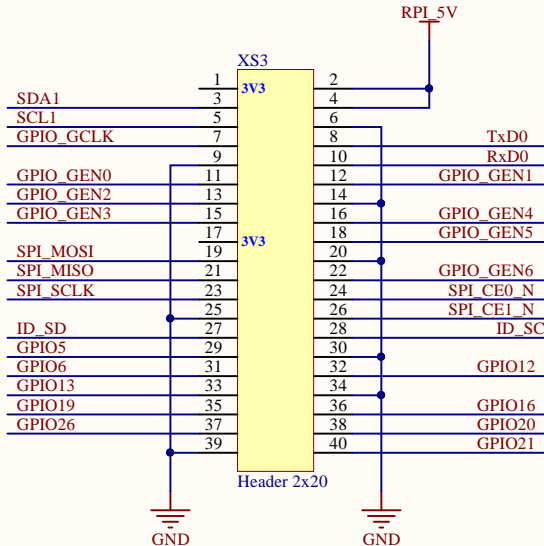 RPI_5V
XS3
1 3V3 2
SDA1 3 4
SCL1 5 6
GPIO_GCLK 7 8 TxD0
9 10 RxD0
GPIO_GEN0 11 12 GPIO_GEN1
GPIO_GEN2 13 14
GPIO_GEN3 15 16 GPIO_GEN4
17 3V3 18 GPIO_GEN5
SPI_MOSI 19 20
SPI_MISO 21 22 GPIO_GEN6
SPI_SCLK 23 24 SPI_CE0_N
25 26 SPI_CE1_N
ID_SD 27 28 ID_SC
GPIO5 29 30
GPIO6 31 32 GPIO12
GPIO13 33 34
GPIO19 35 36 GPIO16
GPIO26 37 38 GPIO20
39 40 GPIO21
Header 2x20
GND GND